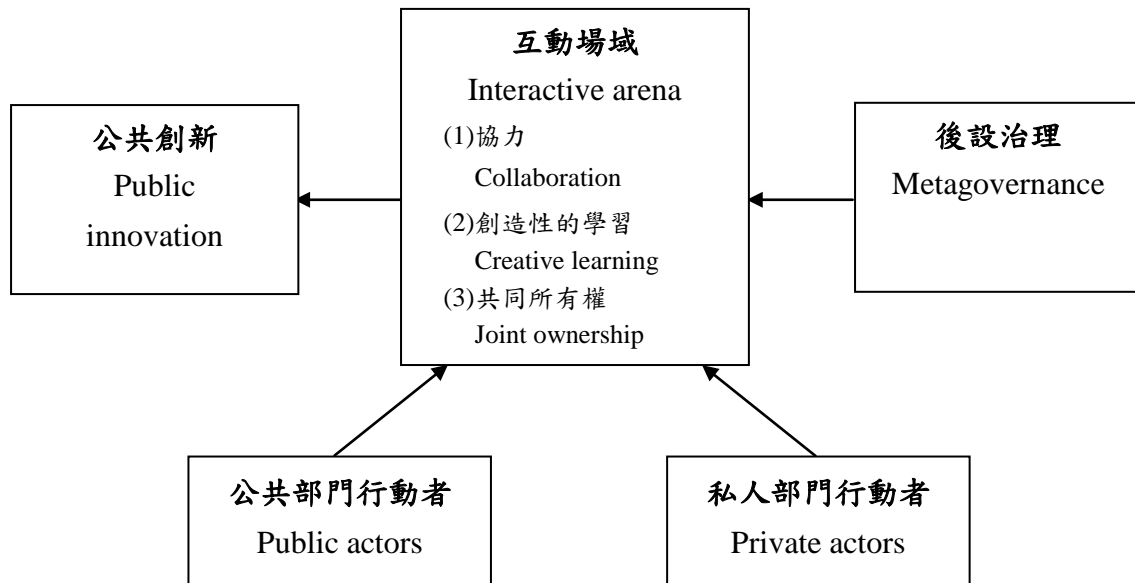 互動場域
Interactive arena
(1)協力
Collaboration
(2)創造性的學習
Creative learning
(3)共同所有權
Joint ownership
公共創新
Public
innovation
後設治理
Metagovernance
公共部門行動者
Public actors
私人部門行動者
Private actors